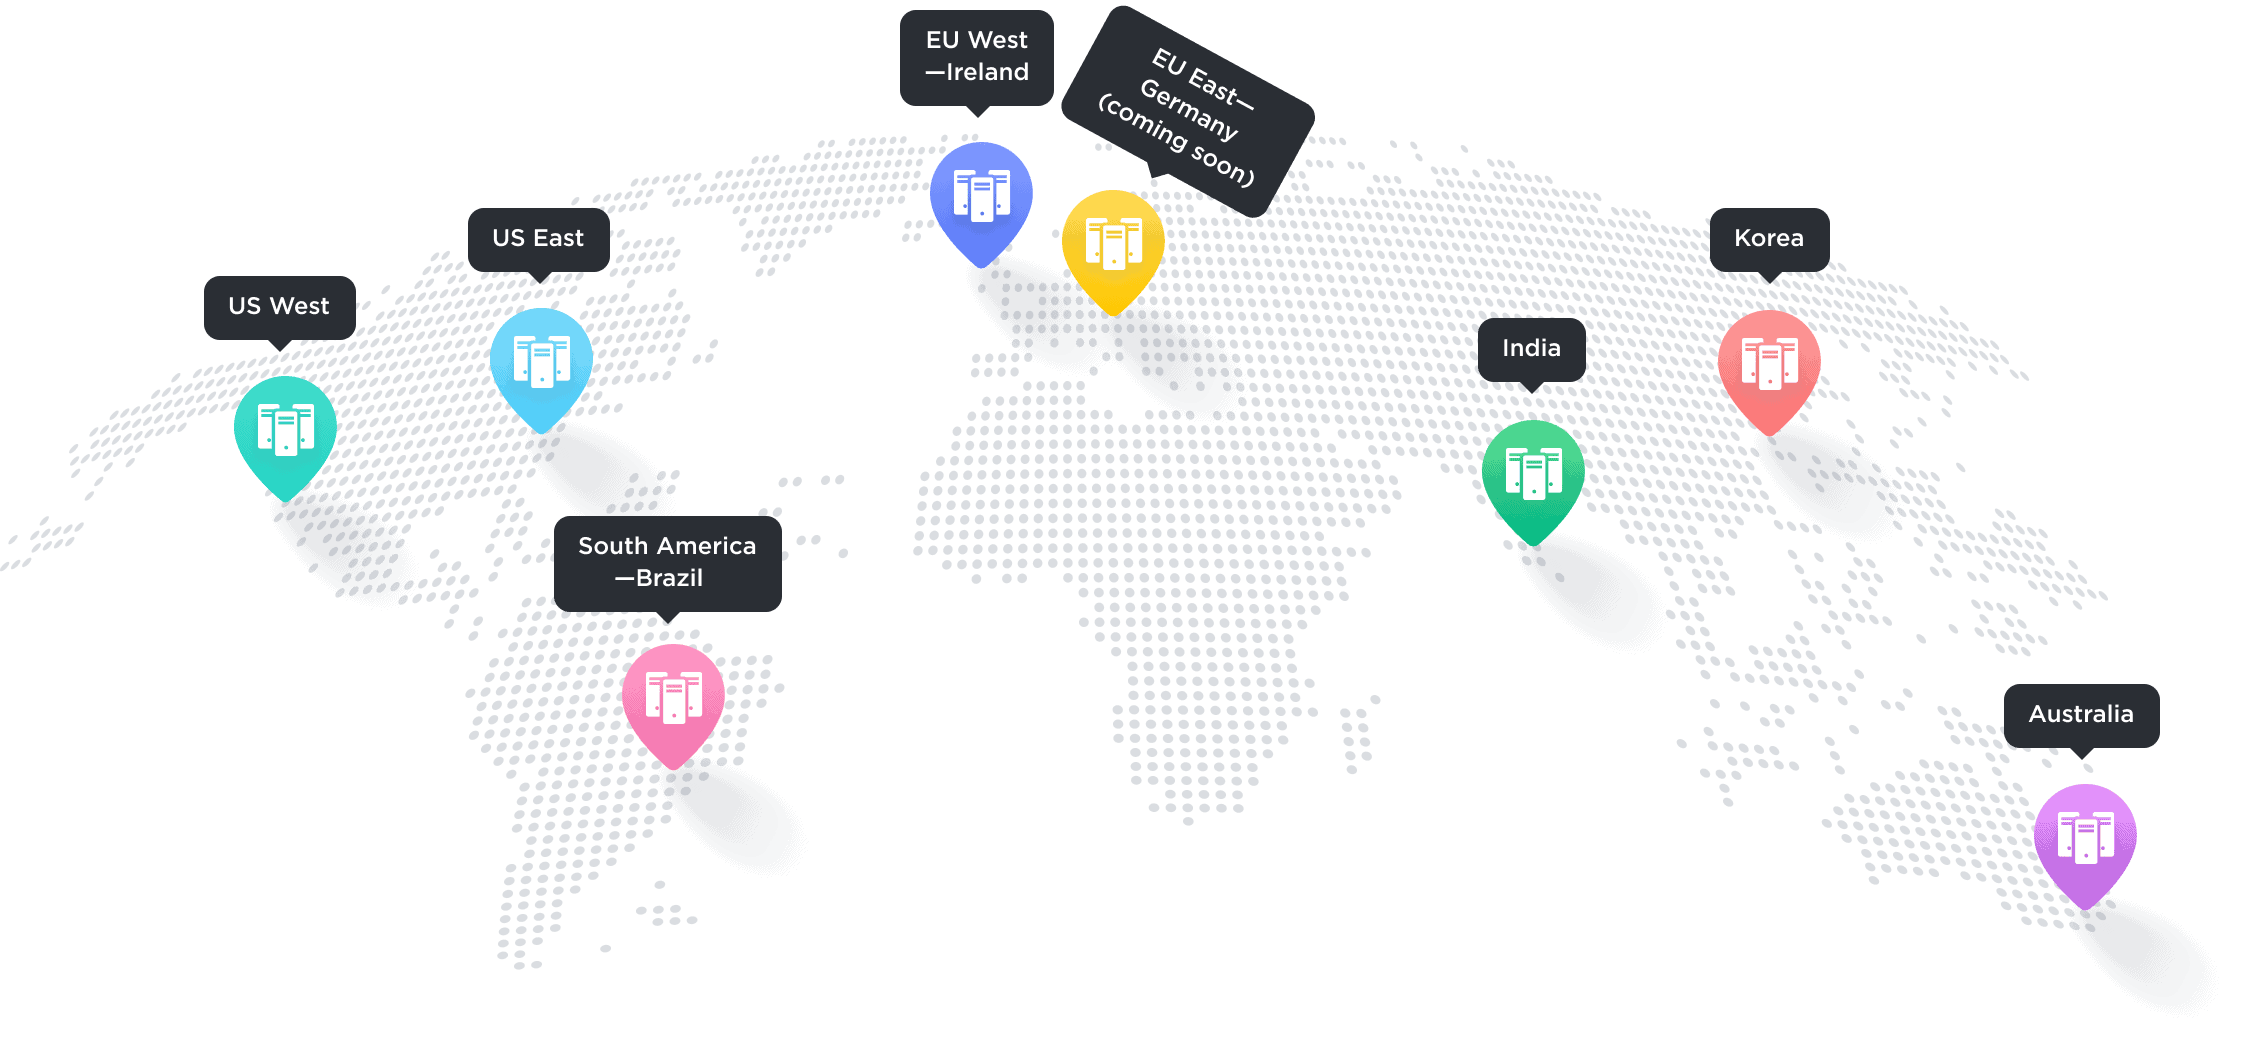 EU West
—Ireland
EU East—
Germany
(coming soon)
US East
Korea
US West
India
South America
—Brazil
Australia